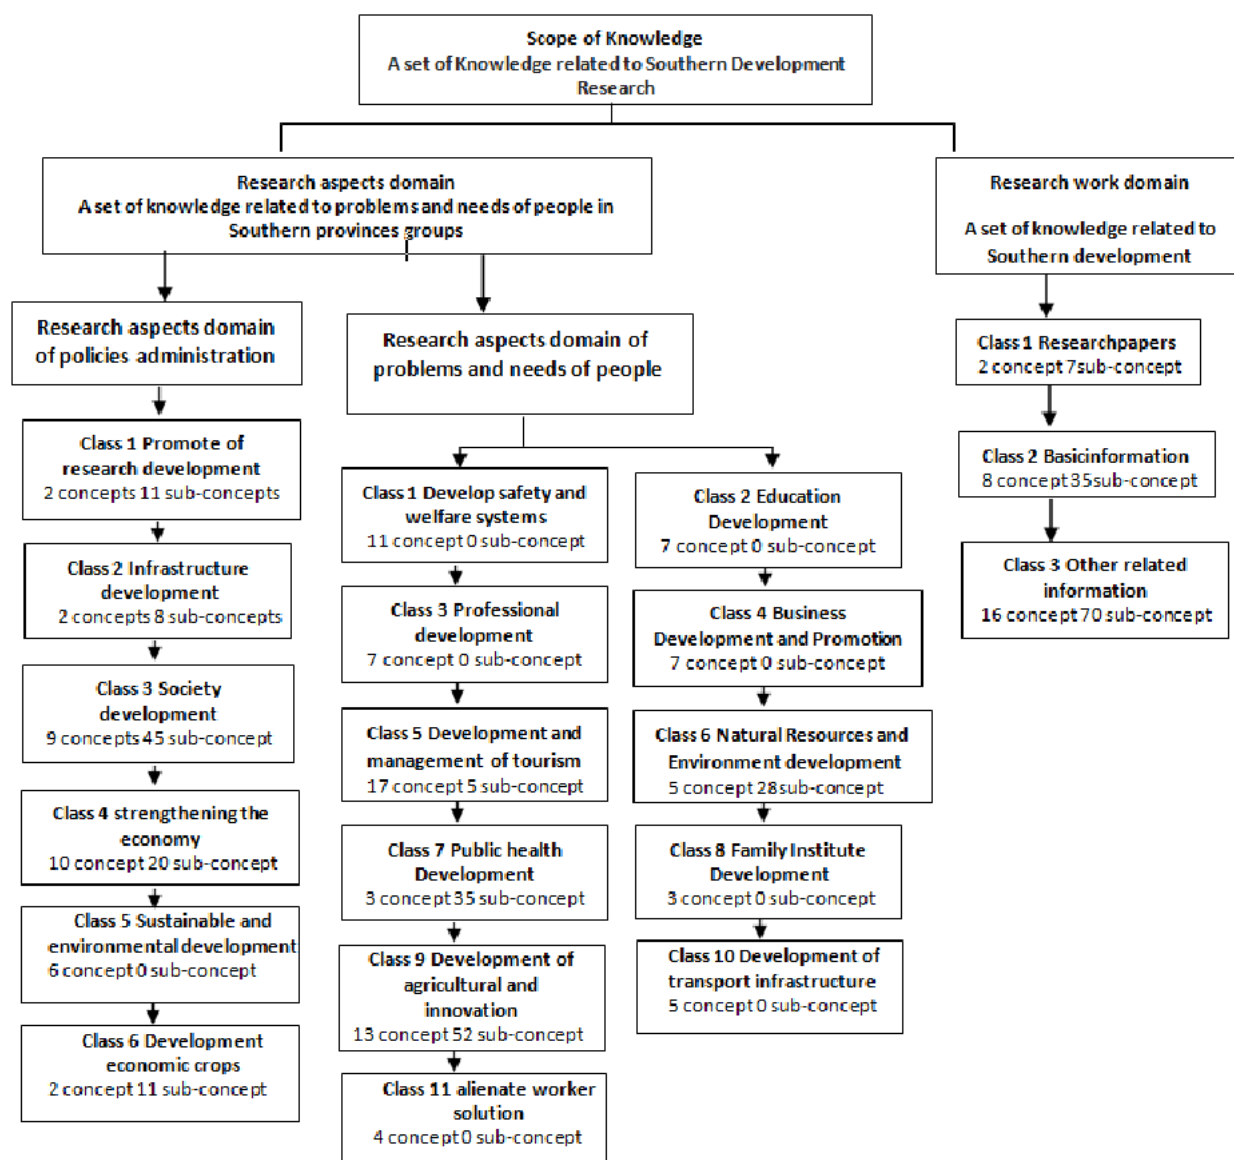 Scope of Knowledge
A set of Knowledge related to Southern Development
Research
Research aspects domain
A set of knowledge related to problems and needs of people in
Southern provinces groups
Research work domain
A set of knowledge related to
Southern development
Research aspects domain
of policies administration
Class 1 Promote of
research development
2 concepts 11 sub-concepts
Class 2 Infrastructure
development
2 concepts 8 sub-concepts
Class 3 Society
development
9 concepts 45 sub-concept
Class 4 strengthening the
economy
10 concept 20 sub-concept
Class 5 Sustainable and
environmental development
6 concept 0 sub-concept
Class 6 Development
economic crops
2 concept 11 sub-concept
Research aspects domain of
problems and needs of people
Class 1 Develop safety and
welfare systems
11 concept 0 sub-concept
Class 3 Professional
development
7 concept 0 sub-concept
Class 5 Development and
management of tourism
17 concept 5 sub-concept
Class 7 Public health
Development
3 concept 35 sub-concept
Class 9 Development of
agricultural and
innovation
13 concept 52 sub-concept
Class 11 alienate worker
solution
4 concept 0 sub-concept
Class 2 Education
Development
7 concept 0 sub-concept
Class 4 Business
Development and Promotion
7 concept 0 sub-concept
Class 6 Natural Resources and
Environment development
5 concept 28 sub-concept
Class 8 Family Institute
Development
3 concept 0 sub-concept
Class 10 Development of
transport infrastructure
5 concept 0 sub-concept
Class 1 Researchpapers
2 concept 7sub-concept
Class 2 Basicinformation
8 concept 35sub-concept
Class 3 Other related
information
16 concept 70 sub-concept